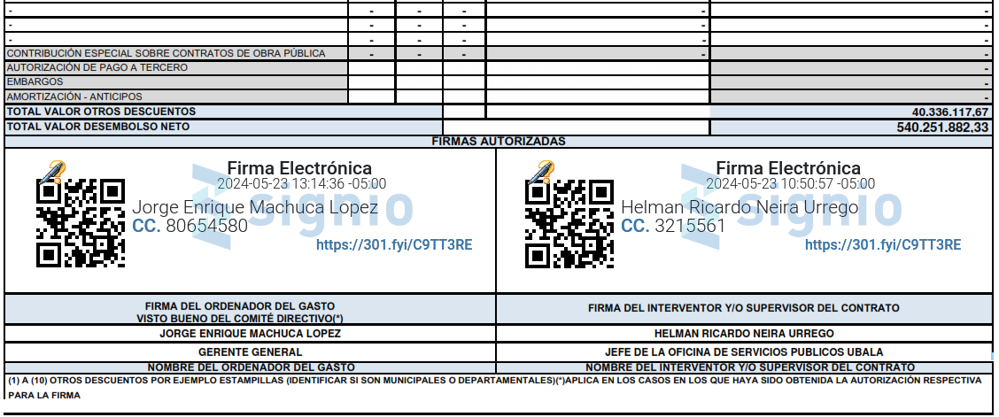 - - - - - -
- - - - - -
- - - - - -
CONTRIBUCIÓN ESPECIAL SOBRE CONTRATOS DE OBRA PÚBLICA - - - - -
AUTORIZACIÓN DE PAGO A TERCERO -
EMBARGOS -
AMORTIZACIÓN - ANTICIPOS -
TOTAL VALOR OTROS DESCUENTOS 40.336.117.67
TOTAL VALOR DESEMBOLSO NETO 540.251.882.33
FIRMAS AUTORIZADAS
Firma Electrónica
2024-05-23 13:14:36 -05:00
signio
Jorge Enrique Machuca Lopez
CC. 80654580
https://301.fyi/C9TT3RE
Firma Electrónica
2024-05-23 10:50:57 -05:00
signio
Helman Ricardo Neira Urrego
CC. 3215561
https://301.fyi/C9TT3RE
FIRMA DEL ORDENADOR DEL GASTO
VISTO BUENO DEL COMITÉ DIRECTIVO(*)
FIRMA DEL INTERVENTOR Y/O SUPERVISOR DEL CONTRATO
JORGE ENRIQUE MACHUCA LOPEZ HELMAN RICARDO NEIRA URREGO
GERENTE GENERAL JEFE DE LA OFICINA DE SERVICIOS PUBLICOS UBALA
NOMBRE DEL ORDENADOR DEL GASTO NOMBRE DEL INTERVENTOR Y/O SUPERVISOR DEL CONTRATO
(1) A (10) OTROS DESCUENTOS POR EJEMPLO ESTAMPILLAS (IDENTIFICAR SI SON MUNICIPALES O DEPARTAMENTALES)(*)APLICA EN LOS CASOS EN LOS QUE HAYA SIDO OBTENIDA LA AUTORIZACIÓN RESPECTIVA
PARA LA FIRMA